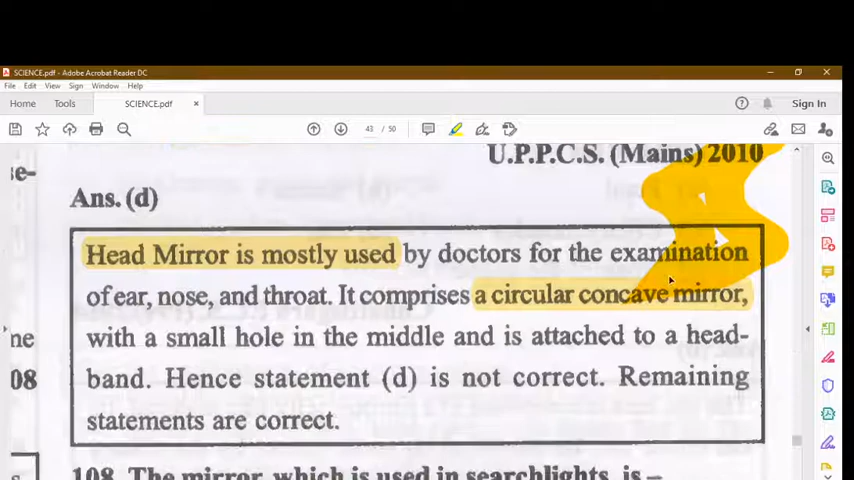 SCIENCE.pdf - Adobe Acrobat Reader DC
File Edit View Sign Window Help
Home Tools SCIENCE.pdf × Sign In
43 / 50
U.P.P.C.S. (Mains) 2010
Ans. (d)
Head Mirror is mostly used by doctors for the examination
of ear, nose, and throat. It comprises a circular concave mirror,
with a small hole in the middle and is attached to a head-
band. Hence statement (d) is not correct. Remaining
statements are correct.
108. The mirror, which is used in searchlights, is –
ne
08